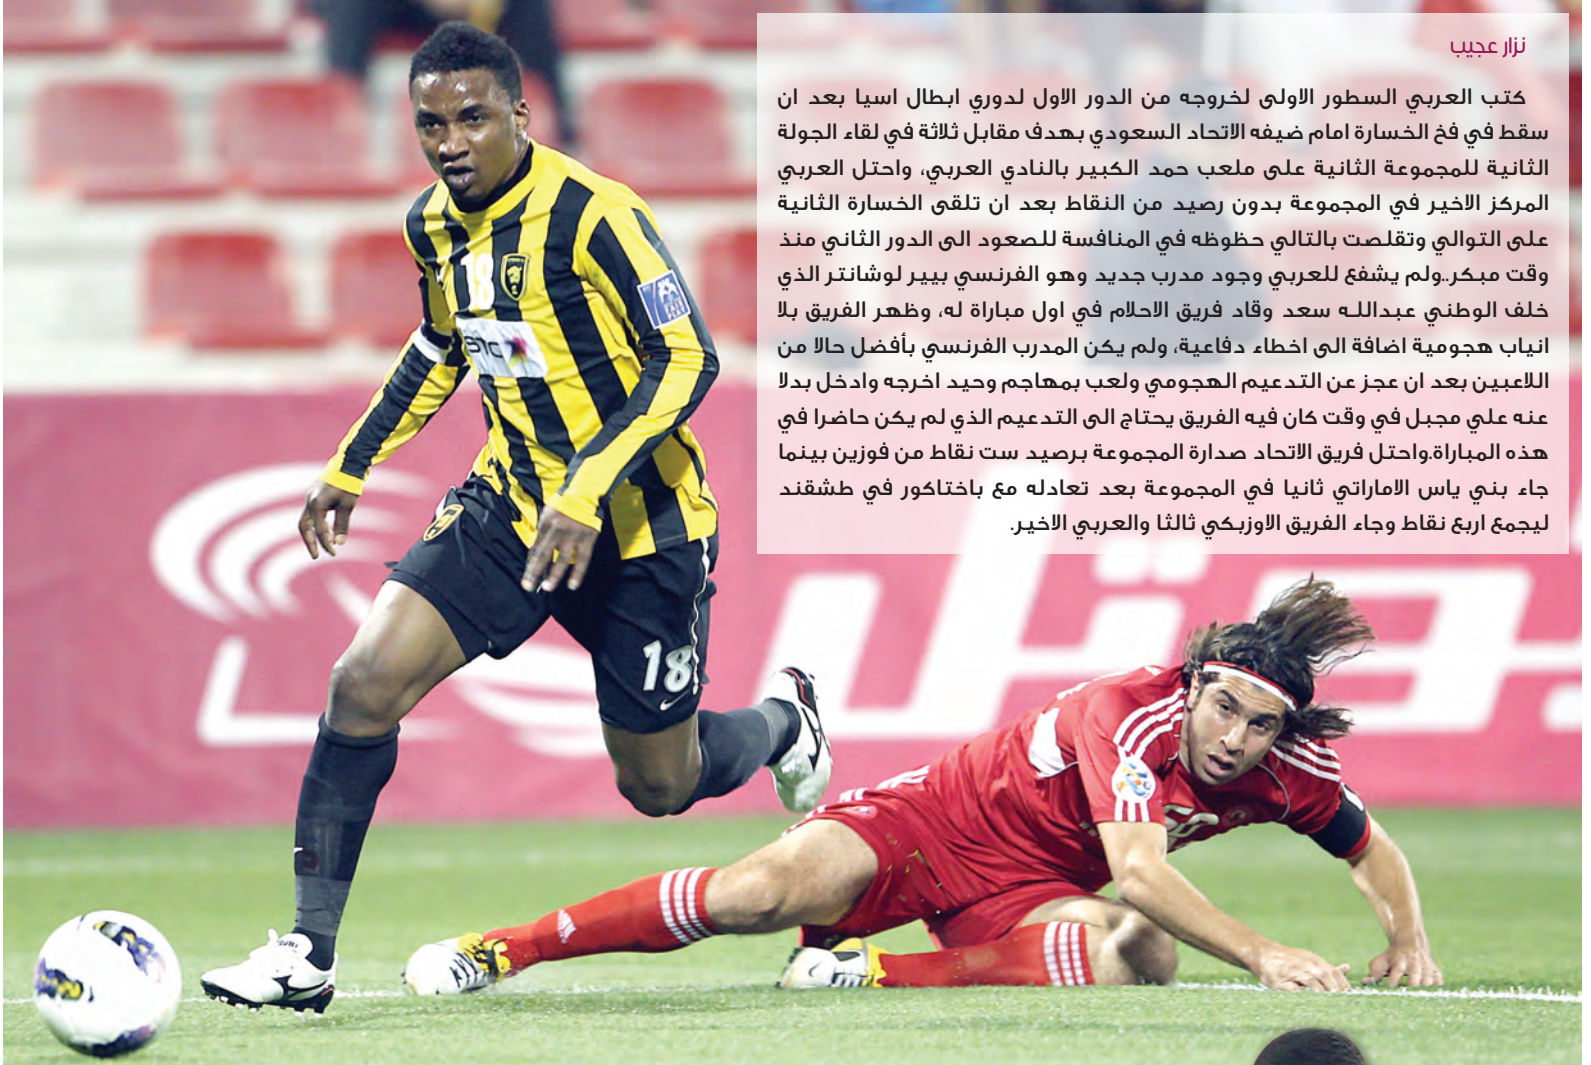 نزار عجيب
كتب العربي السطور الاولى لخروجه من الدور الاول لدوري ابطال اسيا بعد ان
سقط في فخ الخسارة امام ضيفه الاتحاد السعودي بهدف مقابل ثلاثة في لقاء الجولة
الثانية للمجموعة الثانية على ملعب حمد الكبير بالنادي العربي، واحتل العربي
المركز الاخير في المجموعة بدون رصيد من النقاط بعد ان تلقى الخسارة الثانية
على التوالي وتقلصت بالتالي حظوظه في المنافسة للصعود الى الدور الثاني منذ
وقت مبكر..ولم يشفع للعربي وجود مدرب جديد وهو الفرنسي بيير لوشانتر الذي
خلف الوطني عبدالله سعد وقاد فريق الاحلام في اول مباراة له، وظهر الفريق بلا
انياب هجومية اضافة الى اخطاء دفاعية، ولم يكن المدرب الفرنسي بأفضل حالا من
اللاعبين بعد ان عجز عن التدعيم الهجومي ولعب بمهاجم وحيد اخرجه وادخل بدلا
عنه علي مجبل في وقت كان فيه الفريق يحتاج الى التدعيم الذي لم يكن حاضرا في
هذه المباراة.واحتل فريق الاتحاد صدارة المجموعة برصيد ست نقاط من فوزين بينما
جاء بني ياس الاماراتي ثانيا في المجموعة بعد تعادله مع باختاكور في طشقند
ليجمع اربع نقاط وجاء الفريق الاوزبكي ثالثا والعربي الاخير.
18
STC
18